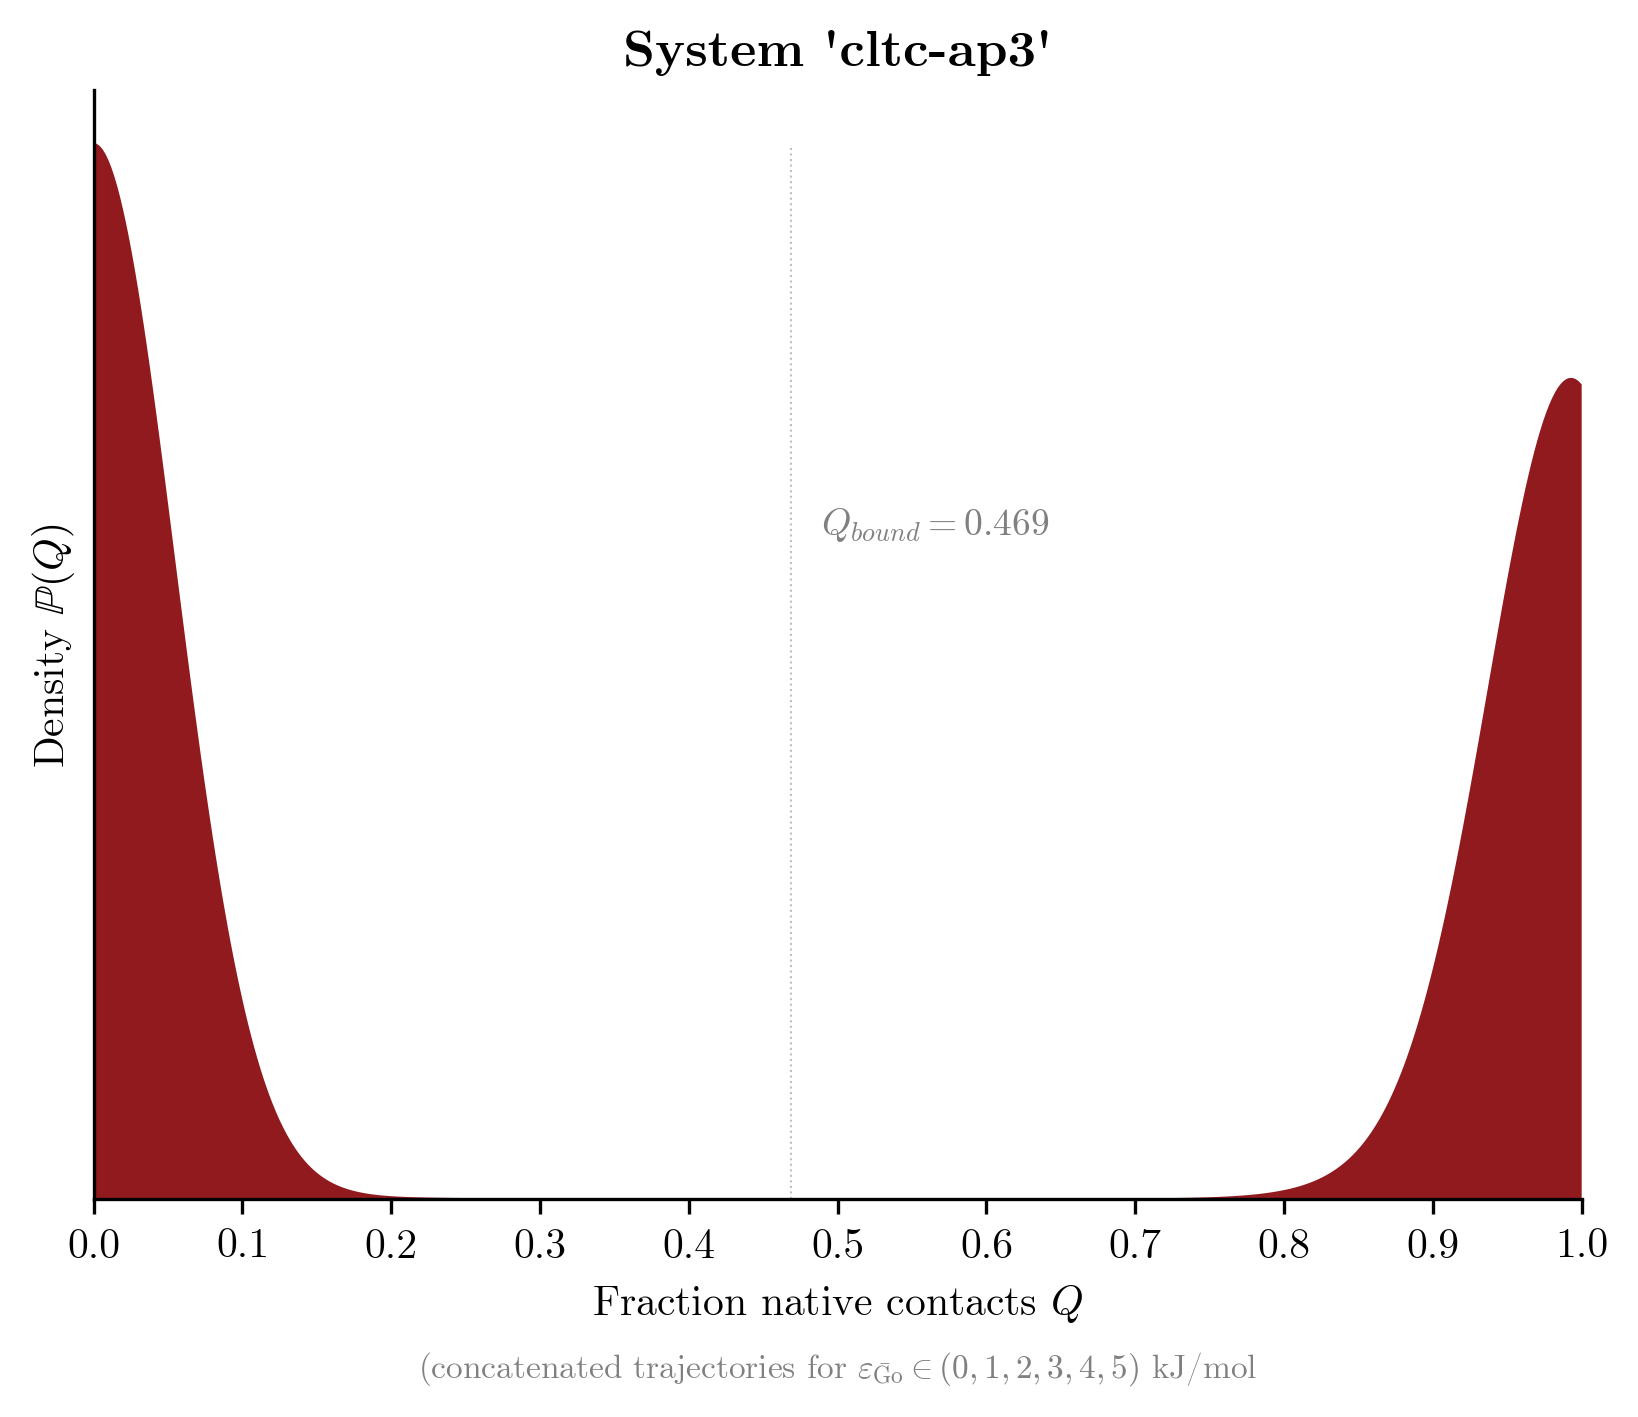 System 'cltc-ap3'
Density ℙ(Q)
Q_bound = 0.469
0.0 0.1 0.2 0.3 0.4 0.5 0.6 0.7 0.8 0.9 1.0
Fraction native contacts Q
(concatenated trajectories for ε_Ḡo ∈ (0, 1, 2, 3, 4, 5) kJ/mol